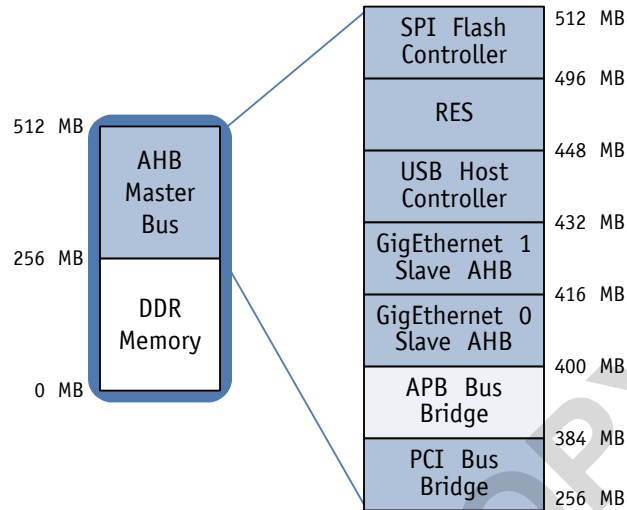 512 MB
AHB
Master
Bus
256 MB
DDR
Memory
0 MB
SPI Flash
Controller
512 MB
496 MB
RES
448 MB
USB Host
Controller
432 MB
GigEthernet 1
Slave AHB
416 MB
GigEthernet 0
Slave AHB
400 MB
APB Bus
Bridge
384 MB
PCI Bus
Bridge
256 MB
OPY